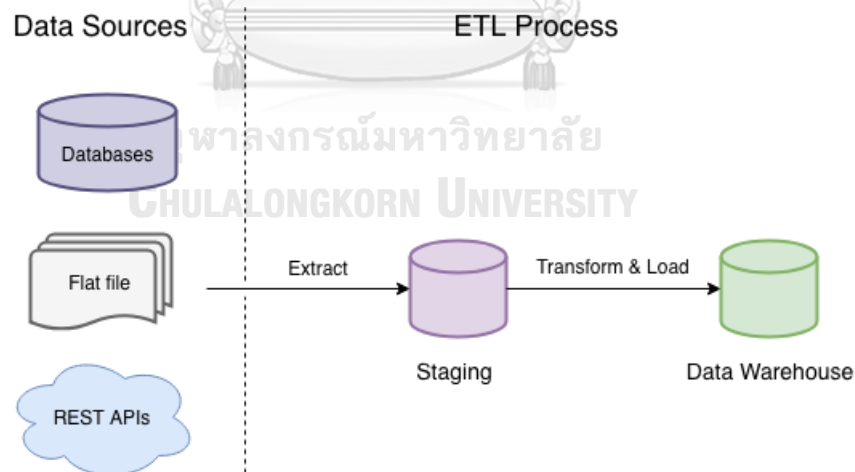 Data Sources
ETL Process
Databases
จุฬาลงกรณ์มหาวิทยาลัย
CHULALONGKORN UNIVERSITY
Flat file
Extract
Transform & Load
Staging
Data Warehouse
REST APIs